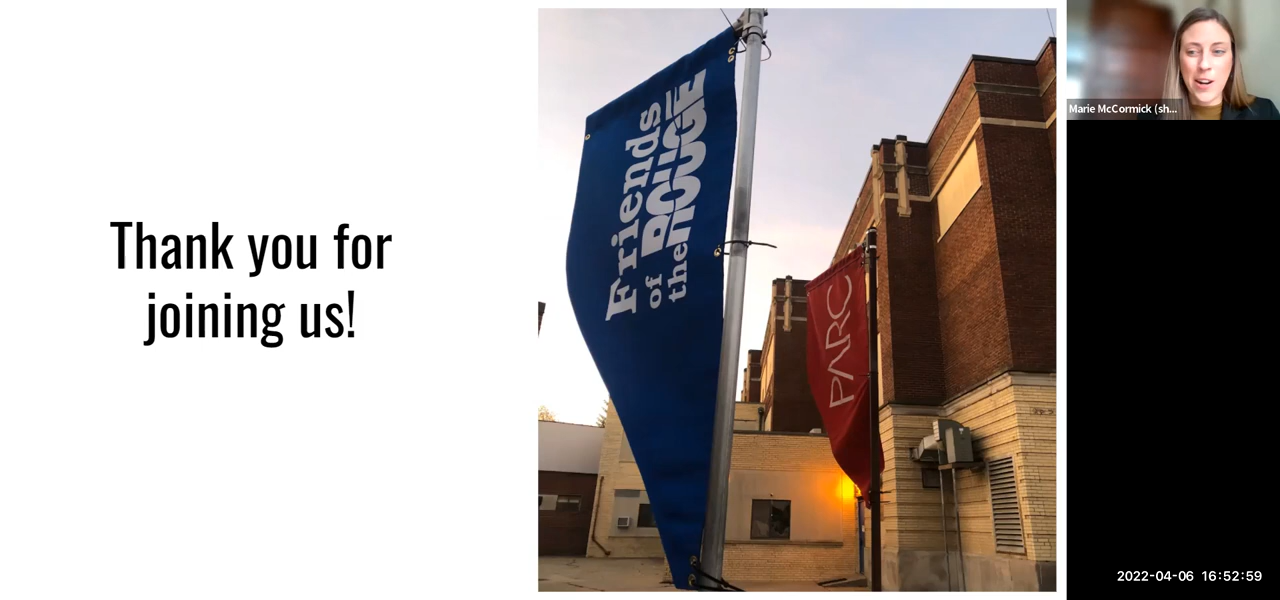 Thank you for
joining us!
Friends
of
the ROUGE
PARC
Marie McCormick (sh...
2022-04-06 16:52:59